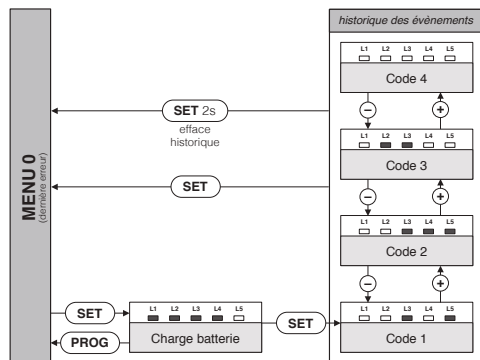 historique des évènements
L1 L2 L3 L4 L5
Code 4
SET 2s
efface
historique
− +
L1 L2 L3 L4 L5
Code 3
MENU 0
(dernière erreur)
SET
− +
L1 L2 L3 L4 L5
Code 2
− +
SET
L1 L2 L3 L4 L5
Charge batterie
PROG
SET
L1 L2 L3 L4 L5
Code 1